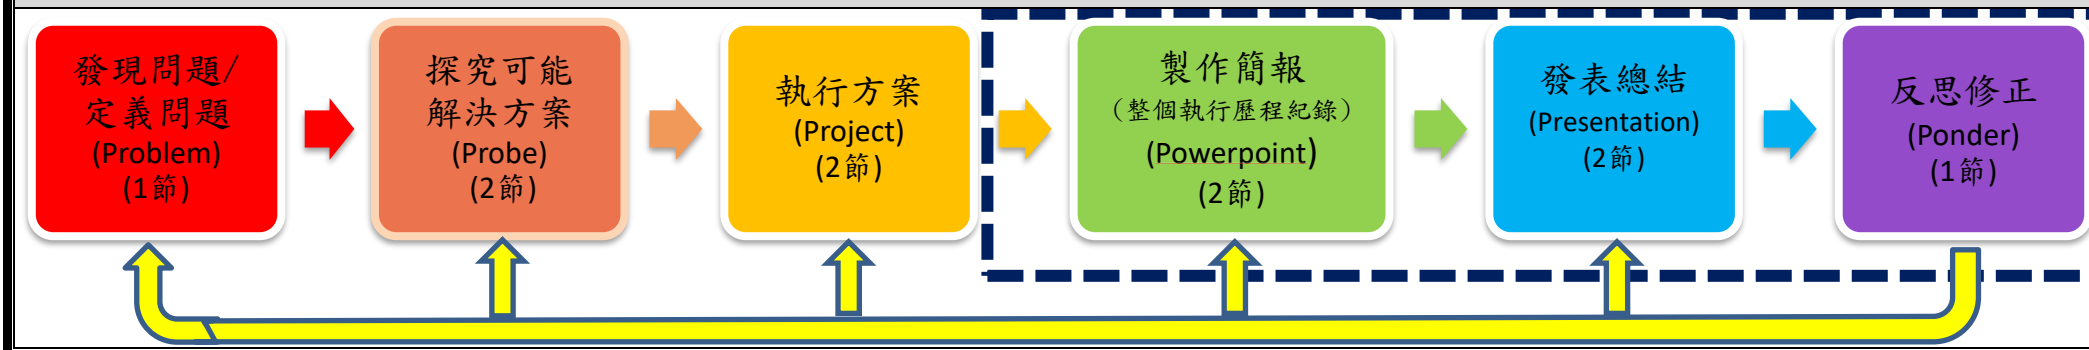 發現問題/
定義問題
(Problem)
(1節)
探究可能
解決方案
(Probe)
(2節)
執行方案
(Project)
(2節)
製作簡報
（整個執行歷程紀錄）
(Powerpoint)
(2節)
發表總結
(Presentation)
(2節)
反思修正
(Ponder)
(1節)